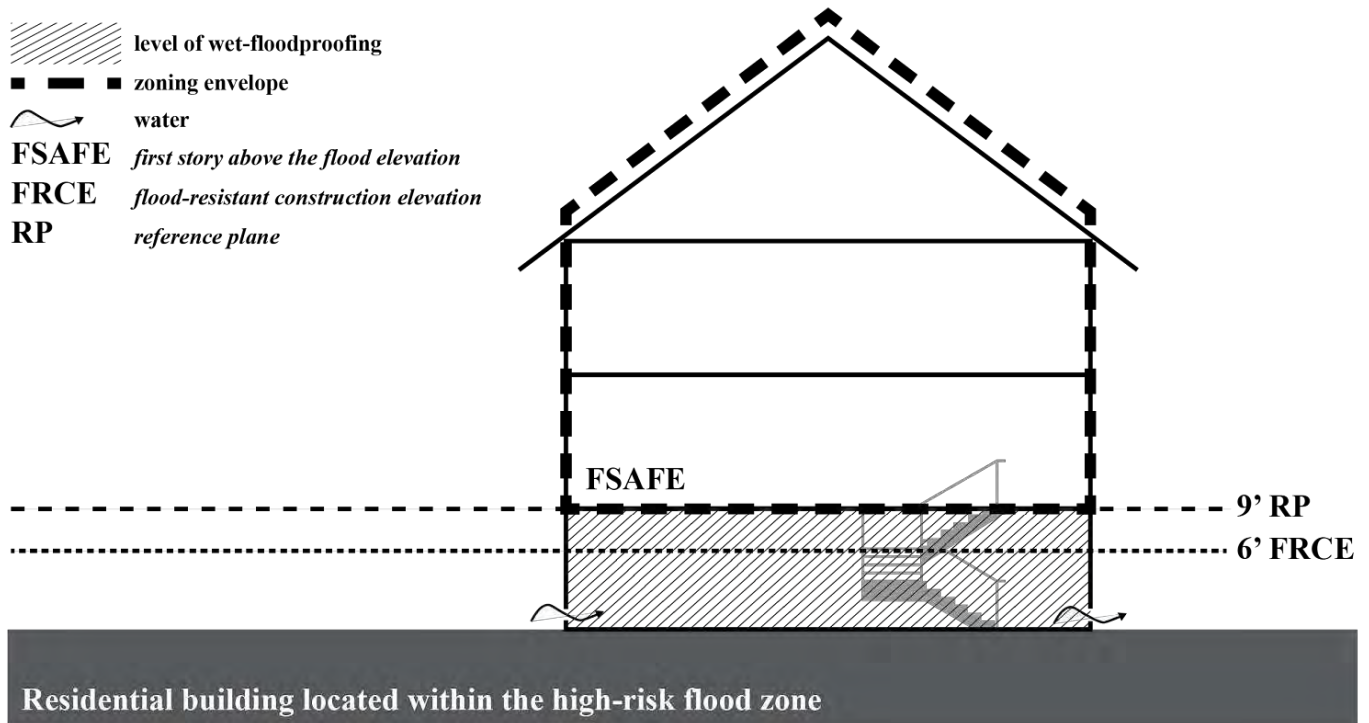 level of wet-floodproofing
zoning envelope
water
FSAFE first story above the flood elevation
FRCE flood-resistant construction elevation
RP reference plane
FSAFE
9’ RP
6’ FRCE
Residential building located within the high-risk flood zone